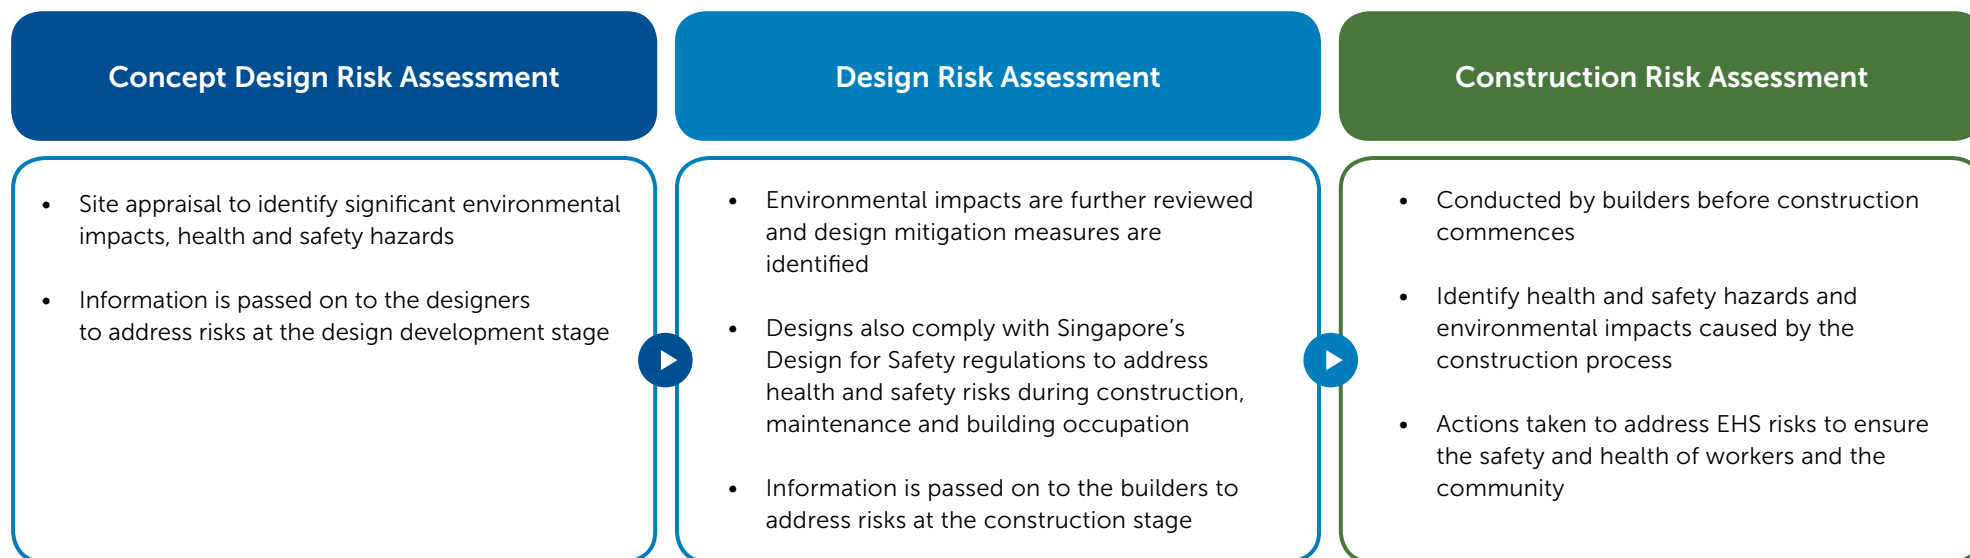 Concept Design Risk Assessment
• Site appraisal to identify significant environmental
impacts, health and safety hazards
• Information is passed on to the designers
to address risks at the design development stage
Design Risk Assessment
• Environmental impacts are further reviewed
and design mitigation measures are
identified
• Designs also comply with Singapore’s
Design for Safety regulations to address
health and safety risks during construction,
maintenance and building occupation
• Information is passed on to the builders to
address risks at the construction stage
Construction Risk Assessment
• Conducted by builders before construction
commences
• Identify health and safety hazards and
environmental impacts caused by the
construction process
• Actions taken to address EHS risks to ensure
the safety and health of workers and the
community